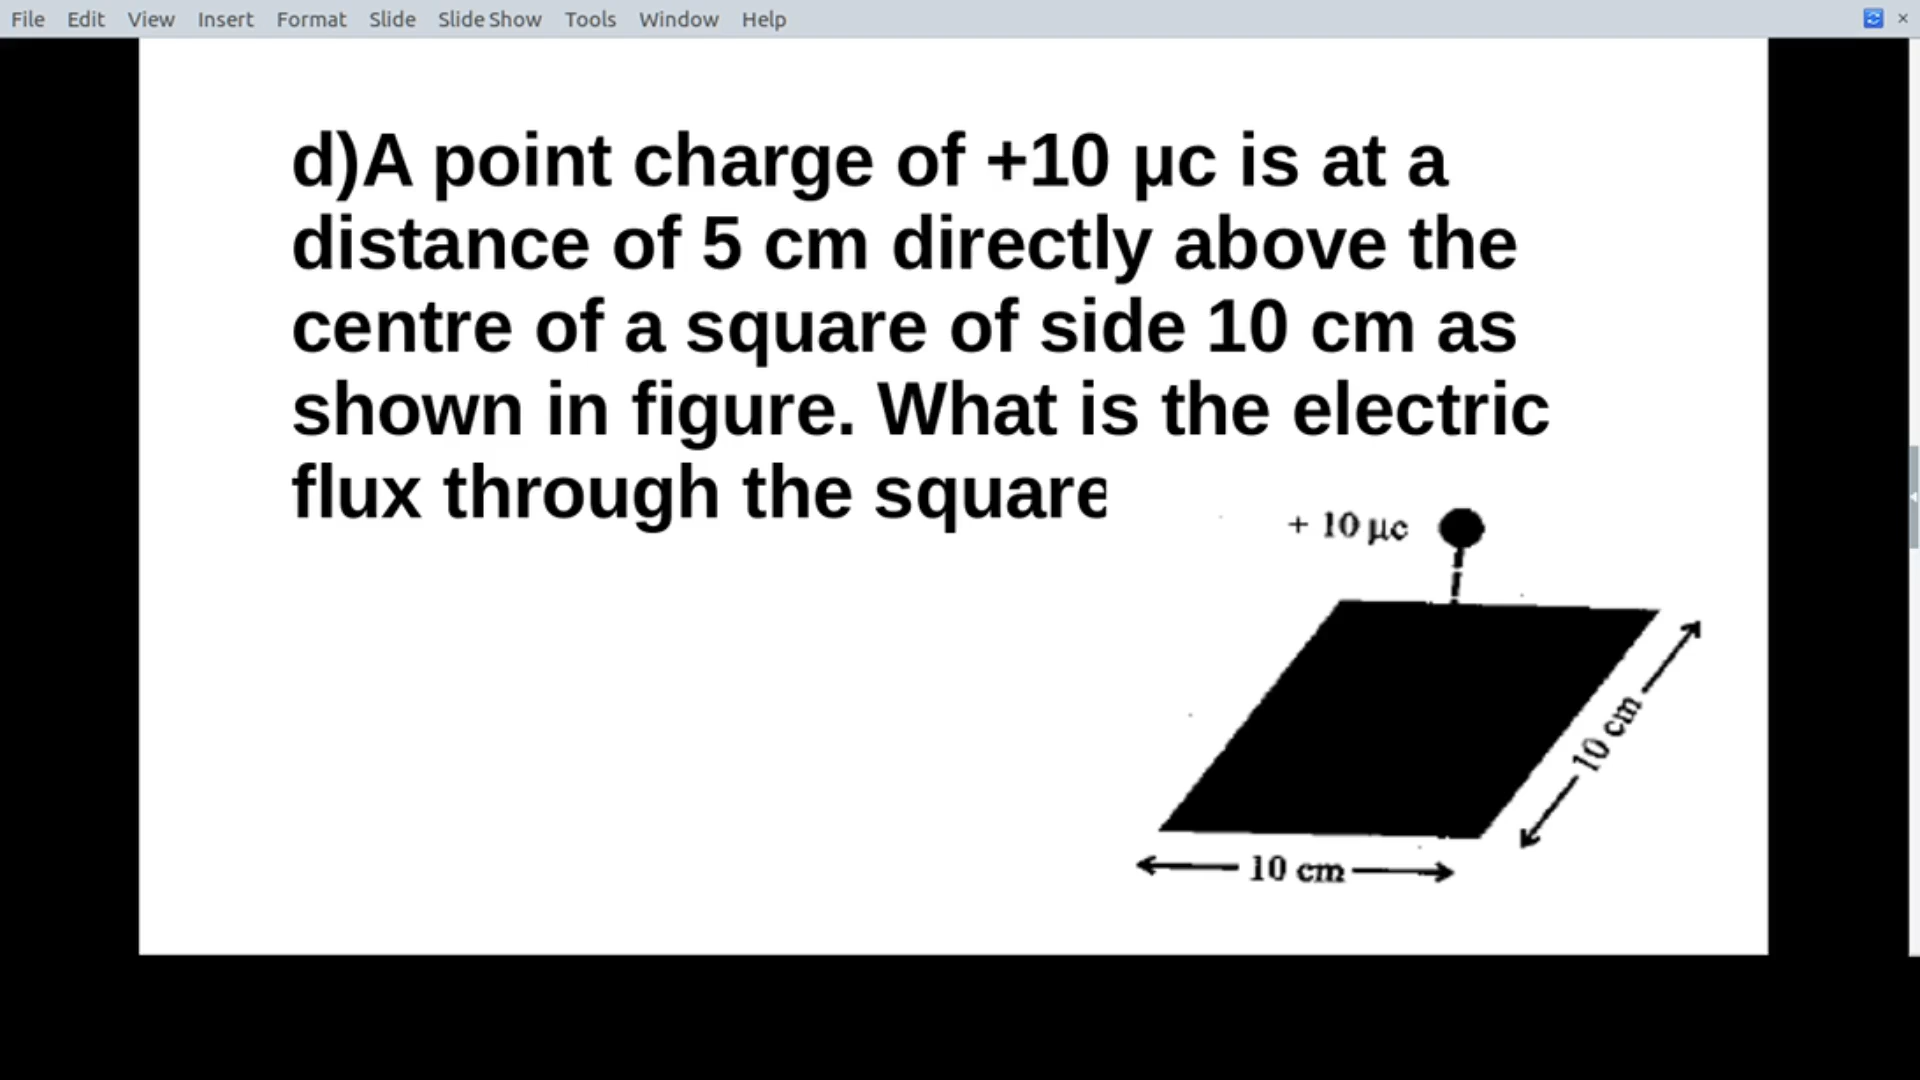 File Edit View Insert Format Slide Slide Show Tools Window Help
d)A point charge of +10 μc is at a
distance of 5 cm directly above the
centre of a square of side 10 cm as
shown in figure. What is the electric
flux through the square
+ 10 μc
10 cm
10 cm